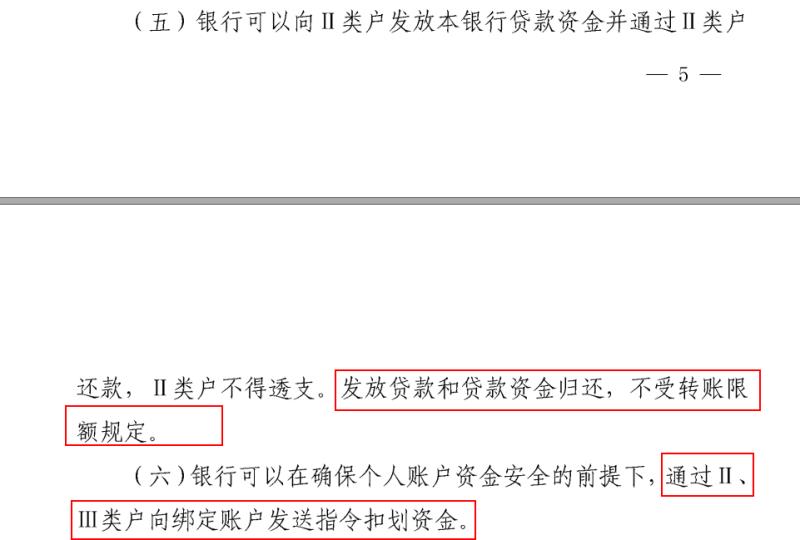 （五）银行可以向Ⅱ类户发放本银行贷款资金并通过Ⅱ类户
— 5 —
还款，Ⅱ类户不得透支。发放贷款和贷款资金归还，不受转账限
额规定。
（六）银行可以在确保个人账户资金安全的前提下，通过Ⅱ、
Ⅲ类户向绑定账户发送指令扣划资金。